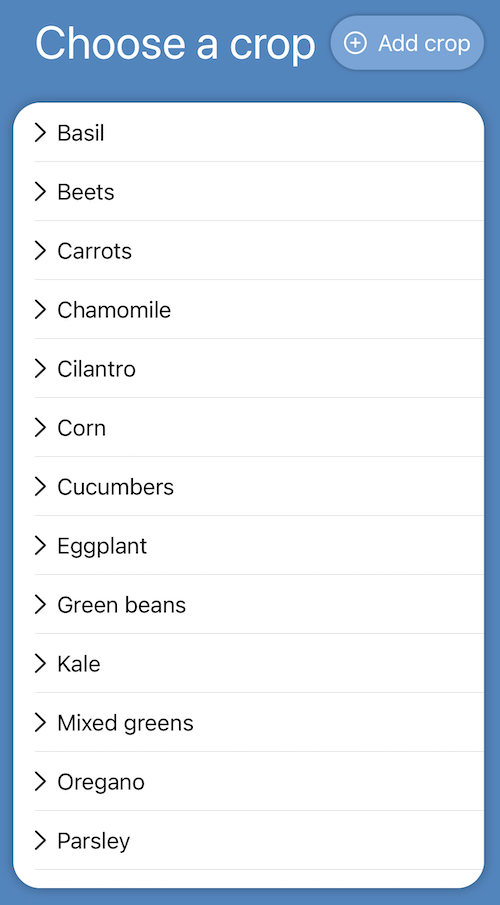 Choose a crop
Add crop
Basil
Beets
Carrots
Chamomile
Cilantro
Corn
Cucumbers
Eggplant
Green beans
Kale
Mixed greens
Oregano
Parsley